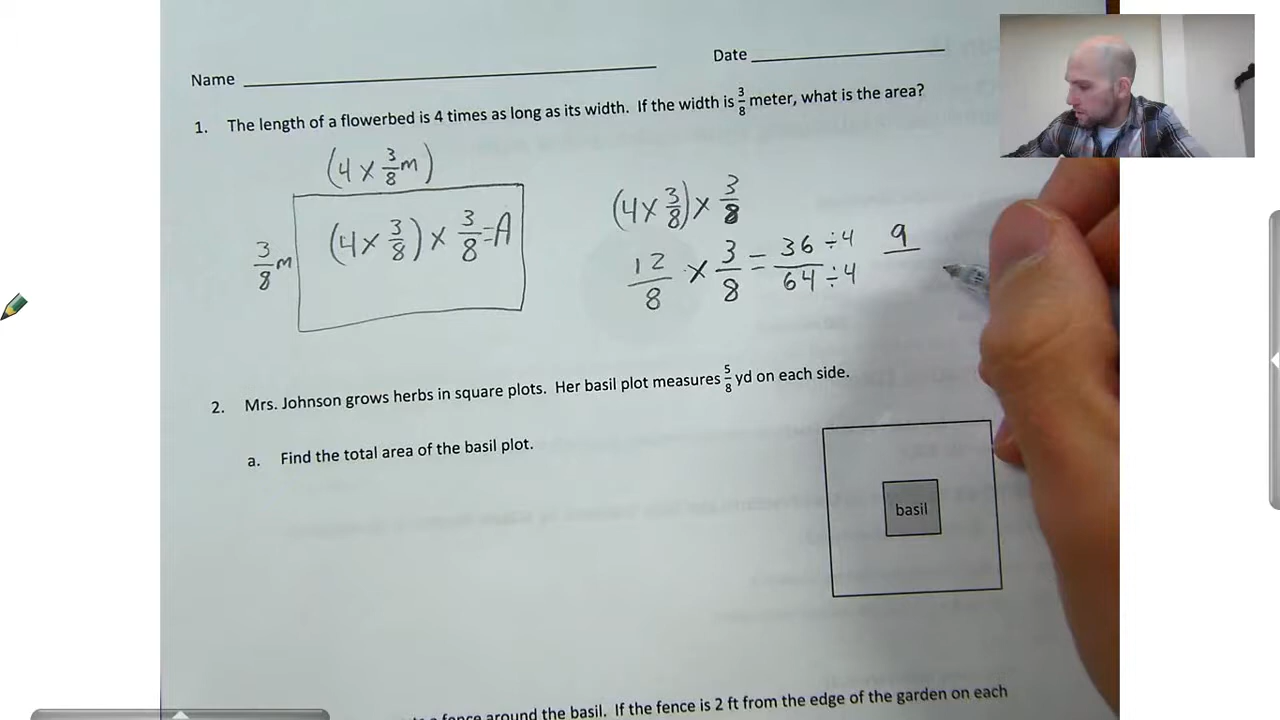 Name
Date
1. The length of a flowerbed is 4 times as long as its width. If the width is 3/8 meter, what is the area?
(4 x 3/8 m)
3/8 m
(4 x 3/8) x 3/8 = A
(4 x 3/8) x 3/8
12/8 x 3/8 = 36/64 ÷4/÷4 9
2. Mrs. Johnson grows herbs in square plots. Her basil plot measures 5/8 yd on each side.
a. Find the total area of the basil plot.
basil
fence around the basil. If the fence is 2 ft from the edge of the garden on each